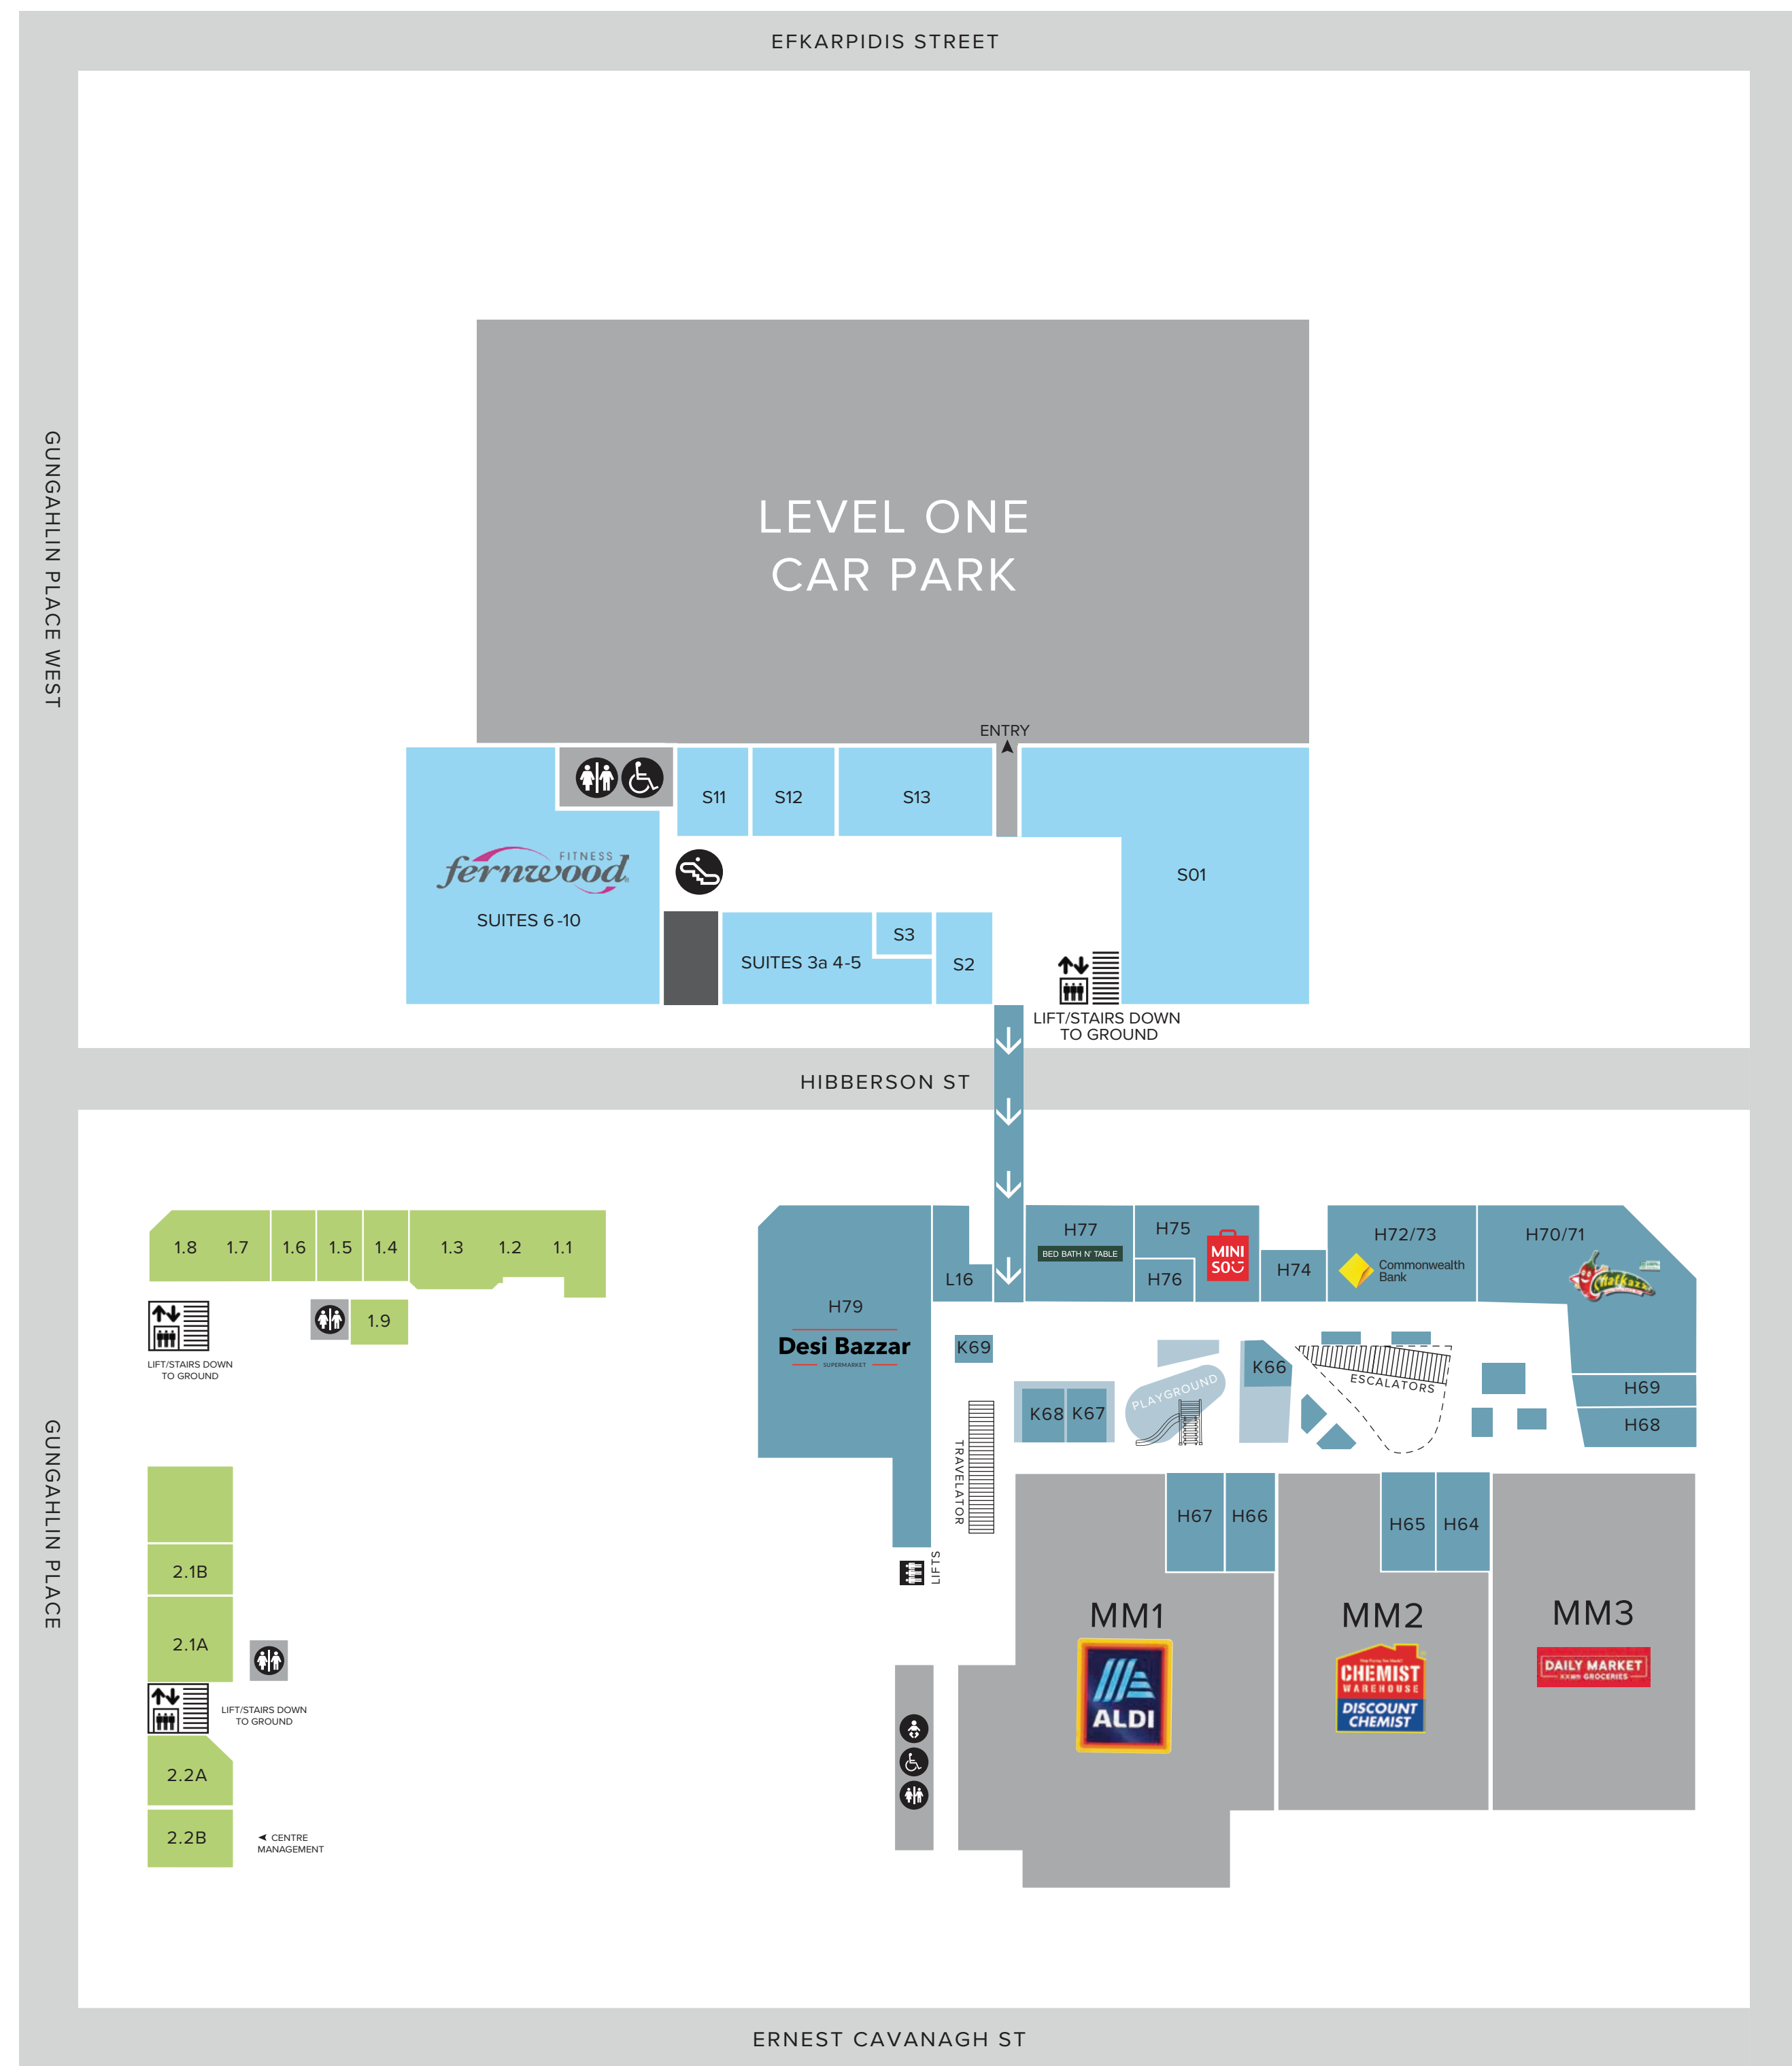 EFKARPIDIS STREET
GUNGAHLIN PLACE WEST
LEVEL ONE
CAR PARK
ENTRY
S11
S12
S13
S01
FITNESS
fernwood
SUITES 6-10
SUITES 3a 4-5
S3
S2
LIFT/STAIRS DOWN
TO GROUND
HIBBERSON ST
GUNGAHLIN PLACE
1.8
1.7
1.6
1.5
1.4
1.3
1.2
1.1
1.9
LIFT/STAIRS DOWN
TO GROUND
2.1B
2.1A
LIFT/STAIRS DOWN
TO GROUND
2.2A
2.2B
CENTRE
MANAGEMENT
H79
Desi Bazzar
SUPERMARKET
L16
H77
BED BATH N' TABLE
H75
MINI
SO
H76
H74
H72/73
Commonwealth
Bank
H70/71
Chatkazz
K69
K68
K67
PLAYGROUND
K66
ESCALATORS
H69
H68
TRAVELATOR
LIFTS
H67
H66
H65
H64
MM1
ALDI
MM2
CHEMIST
WAREHOUSE
DISCOUNT
CHEMIST
MM3
DAILY MARKET
GROCERIES
ERNEST CAVANAGH ST